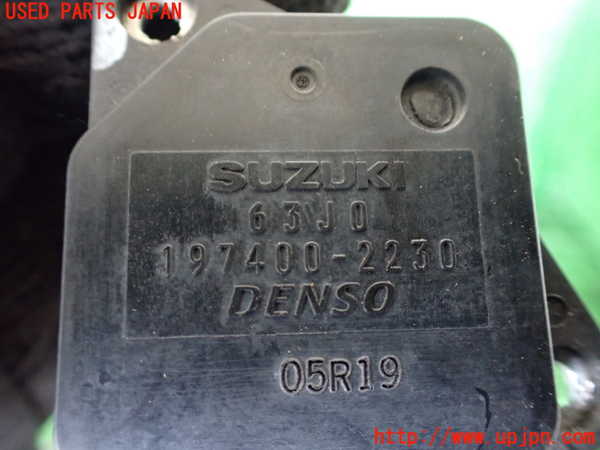 USED PARTS JAPAN
SUZUKI
63J0
197400-2230
DENSO
05R19
http://www.upjpn.com